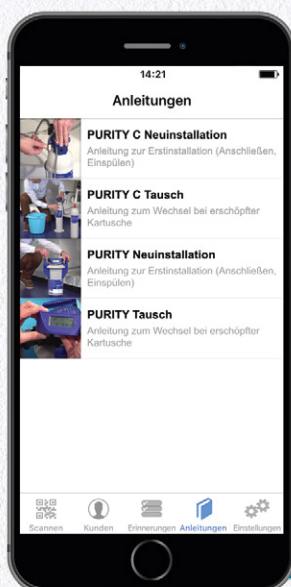 14:21
Anleitungen
PURITY C Neuinstallation
Anleitung zur Erstinstallation (Anschließen,
Einspülen)
PURITY C Tausch
Anleitung zum Wechsel bei erschöpfter
Kartusche
PURITY Neuinstallation
Anleitung zur Erstinstallation (Anschließen,
Einspülen)
PURITY Tausch
Anleitung zum Wechsel bei erschöpfter
Kartusche
Scannen Kunden Erinnerungen Anleitungen Einstellungen